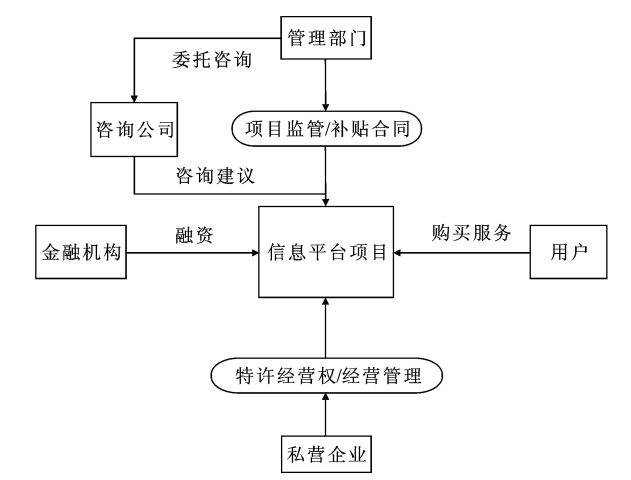 管理部门
委托咨询
咨询公司
项目监管/补贴合同
咨询建议
融资
购买服务
金融机构
信息平台项目
用户
特许经营权/经营管理
私营企业